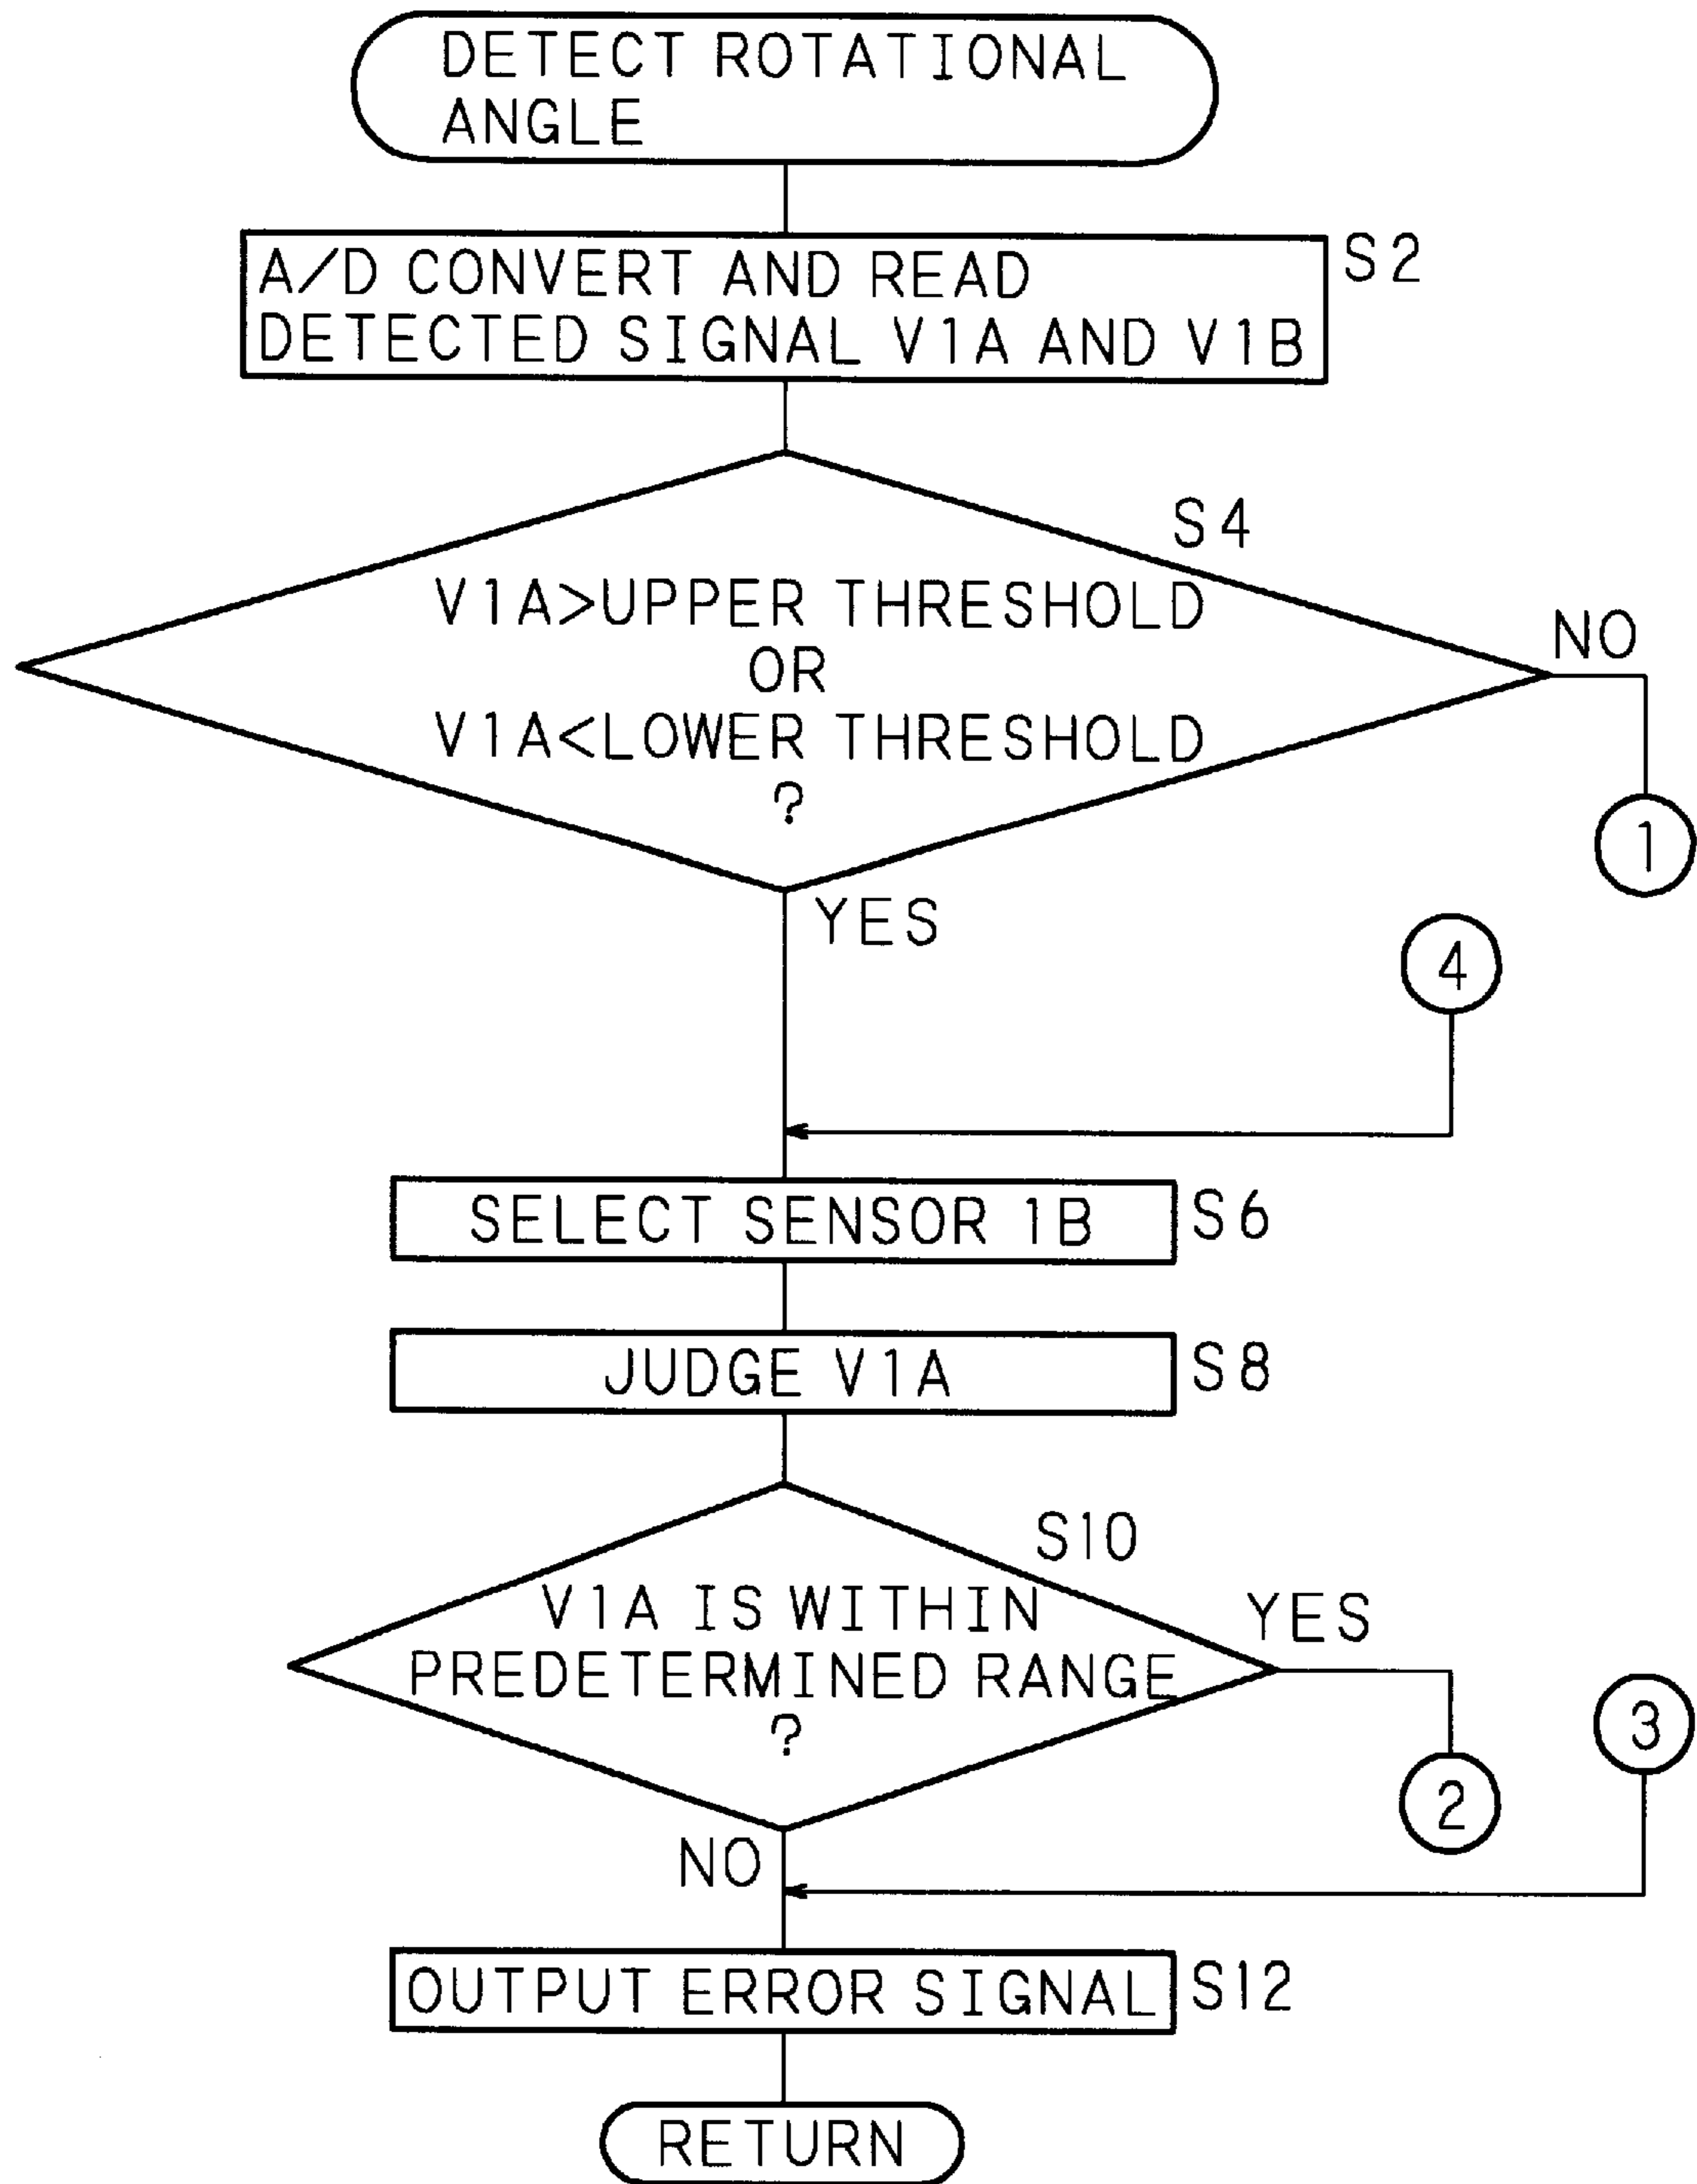 DETECT ROTATIONAL
ANGLE
A/D CONVERT AND READ
DETECTED SIGNAL V1A AND V1B
S2
S4
V1A>UPPER THRESHOLD
OR
V1A<LOWER THRESHOLD
?
NO
1
YES
4
SELECT SENSOR 1B
S6
JUDGE V1A
S8
S10
V1A IS WITHIN
PREDETERMINED RANGE
?
YES
2
3
NO
OUTPUT ERROR SIGNAL
S12
RETURN